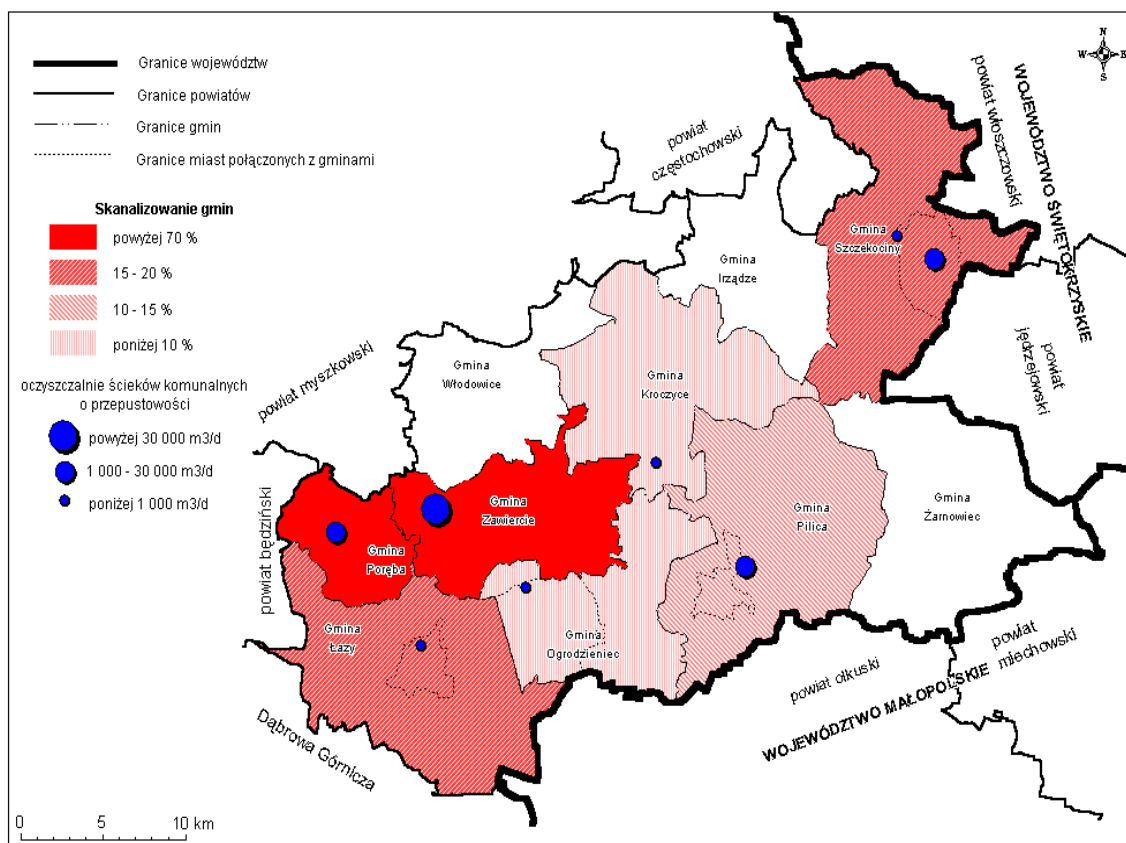 Granice województw
Granice powiatów
Granice gmin
Granice miast połączonych z gminami
Skanalizowanie gmin
powyżej 70 %
15 - 20 %
10 - 15 %
poniżej 10 %
oczyszczalnie ścieków komunalnych
o przepustowości
powyżej 30 000 m3/d
1 000 - 30 000 m3/d
poniżej 1 000 m3/d
N
W
E
S
powiat
częstochowski
powiat włoszczowski
WOJEWÓDZTWO ŚWIĘTOKRZYSKIE
Gmina
Szczekociny
Gmina
Irządze
powiat
jędrzejowski
powiat myszkowski
Gmina
Włodowice
Gmina
Kroczyce
Gmina
Zawiercie
Gmina
Pilica
Gmina
Żarnowiec
powiat będziński
Gmina
Poręba
Gmina
Łazy
Gmina
Ogrodzieniec
powiat
miechowski
powiat olkuski
WOJEWÓDZTWO MAŁOPOLSKIE
Dąbrowa Górnicza
0 5 10 km